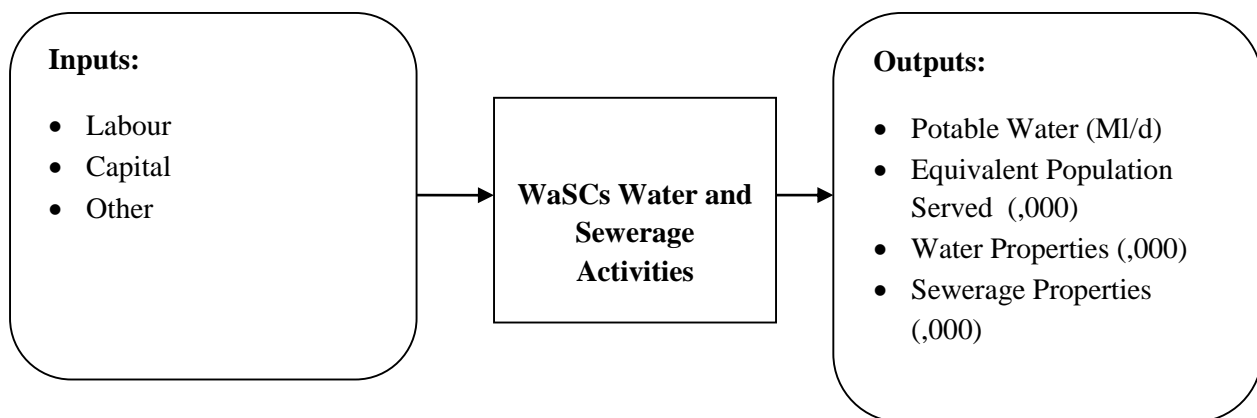 Inputs:
• Labour
• Capital
• Other
WaSCs Water and
Sewerage
Activities
Outputs:
• Potable Water (Ml/d)
• Equivalent Population
Served (,000)
• Water Properties (,000)
• Sewerage Properties
(,000)